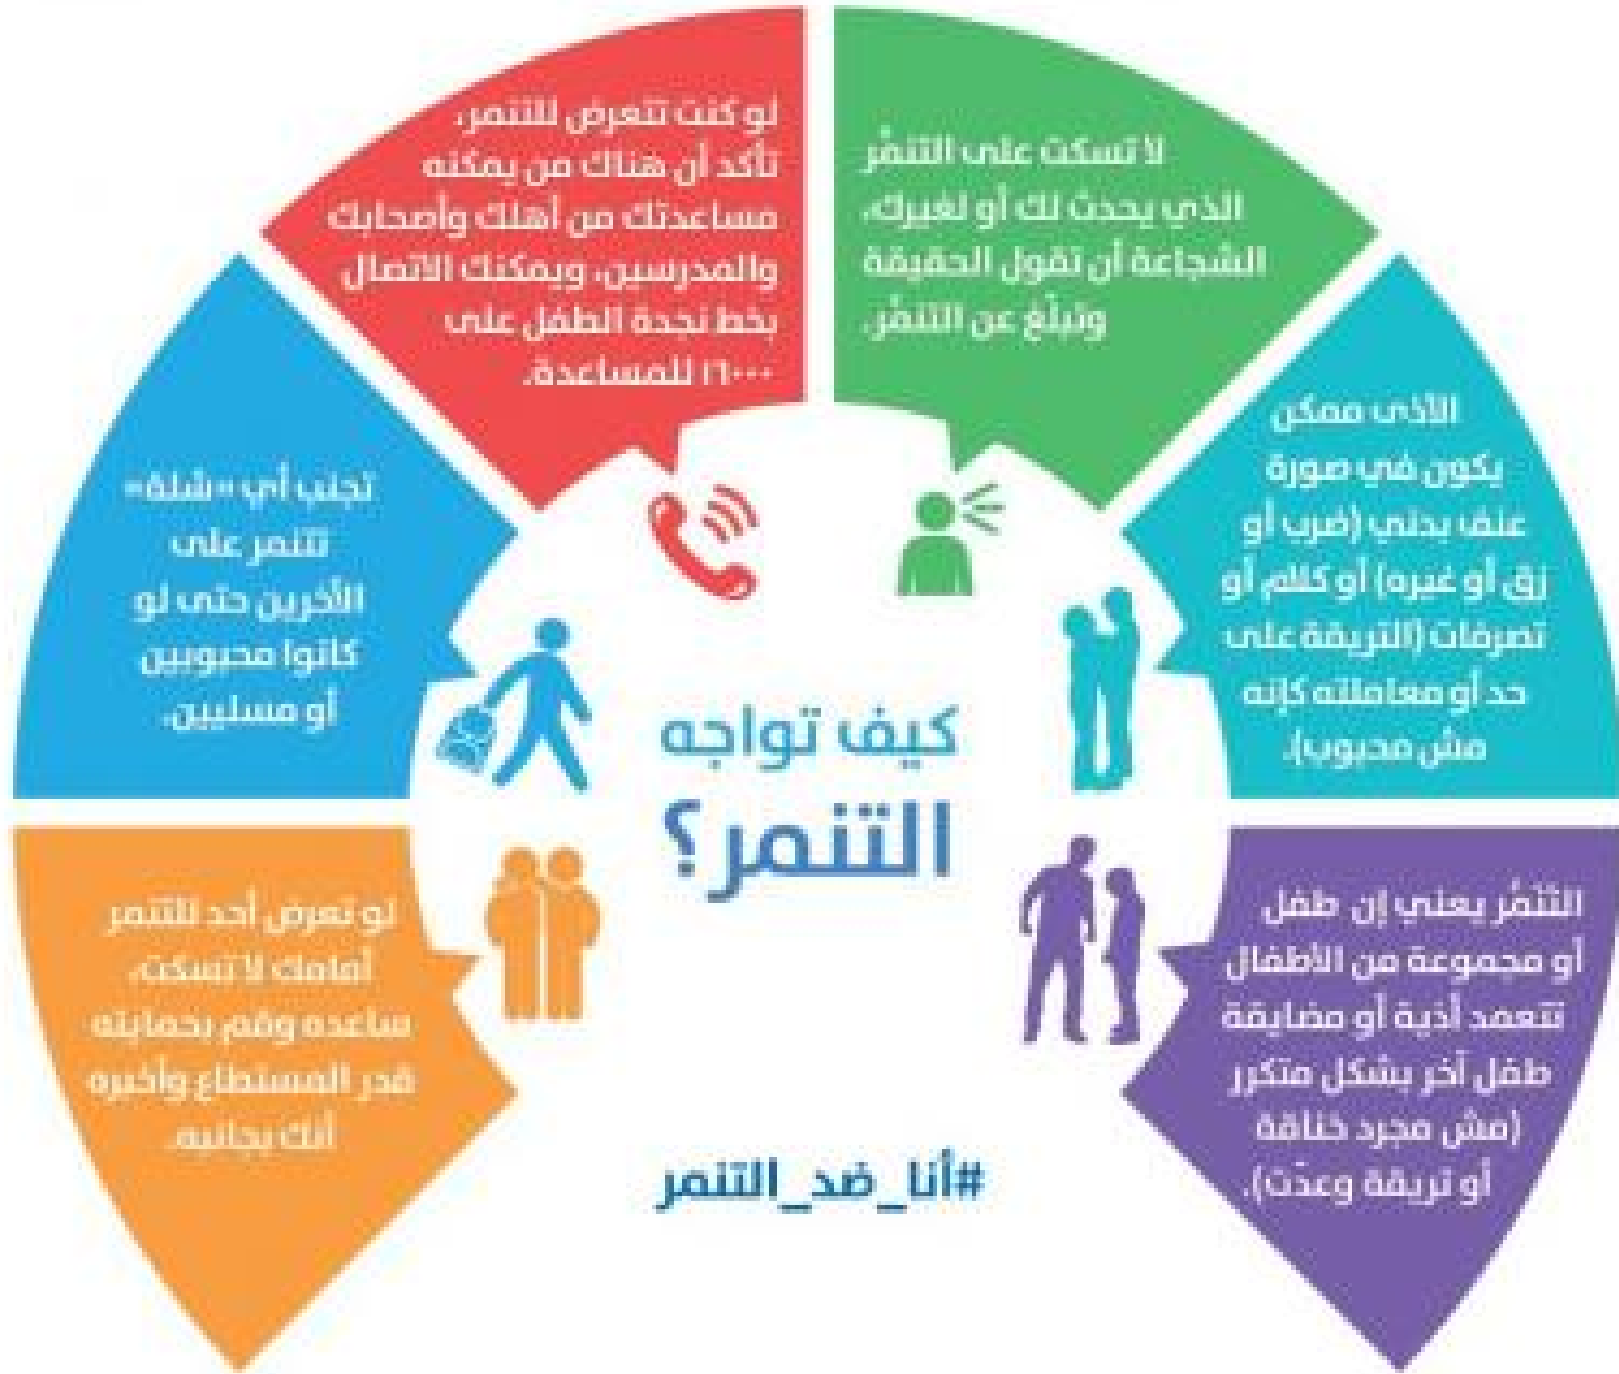 كيف تواجه
التنمر؟
التنمُّر يعني إن طفل
أو مجموعة من الأطفال
تتعمد أذية أو مضايقة
طفل آخر بشكل متكرر
(مش مجرد خناقة
أو تريقة وعدّت).
الأذى ممكن
يكون في صورة
عنف بدني (ضرب أو
زق أو غيره) أو كلام أو
تصرفات (التريقة على
حد أو معاملته كإنه
مش محبوب).
لا تسكت على التنمُّر
الذي يحدث لك أو لغيرك،
الشجاعة أن تقول الحقيقة
وتبلّغ عن التنمُّر.
لو كنت تتعرض للتنمر،
تأكد أن هناك من يمكنه
مساعدتك من أهلك وأصحابك
والمدرسين، ويمكنك الاتصال
بخط نجدة الطفل على
١٦٠٠٠ للمساعدة.
تجنب أي «شلة»
تتنمر على
الآخرين حتى لو
كانوا محبوبين
أو مسليين.
لو تعرض أحد للتنمر
أمامك لا تسكت،
ساعده وقم بحمايته
قدر المستطاع وأخبره
أنك بجانبه.
#أنا_ضد_التنمر